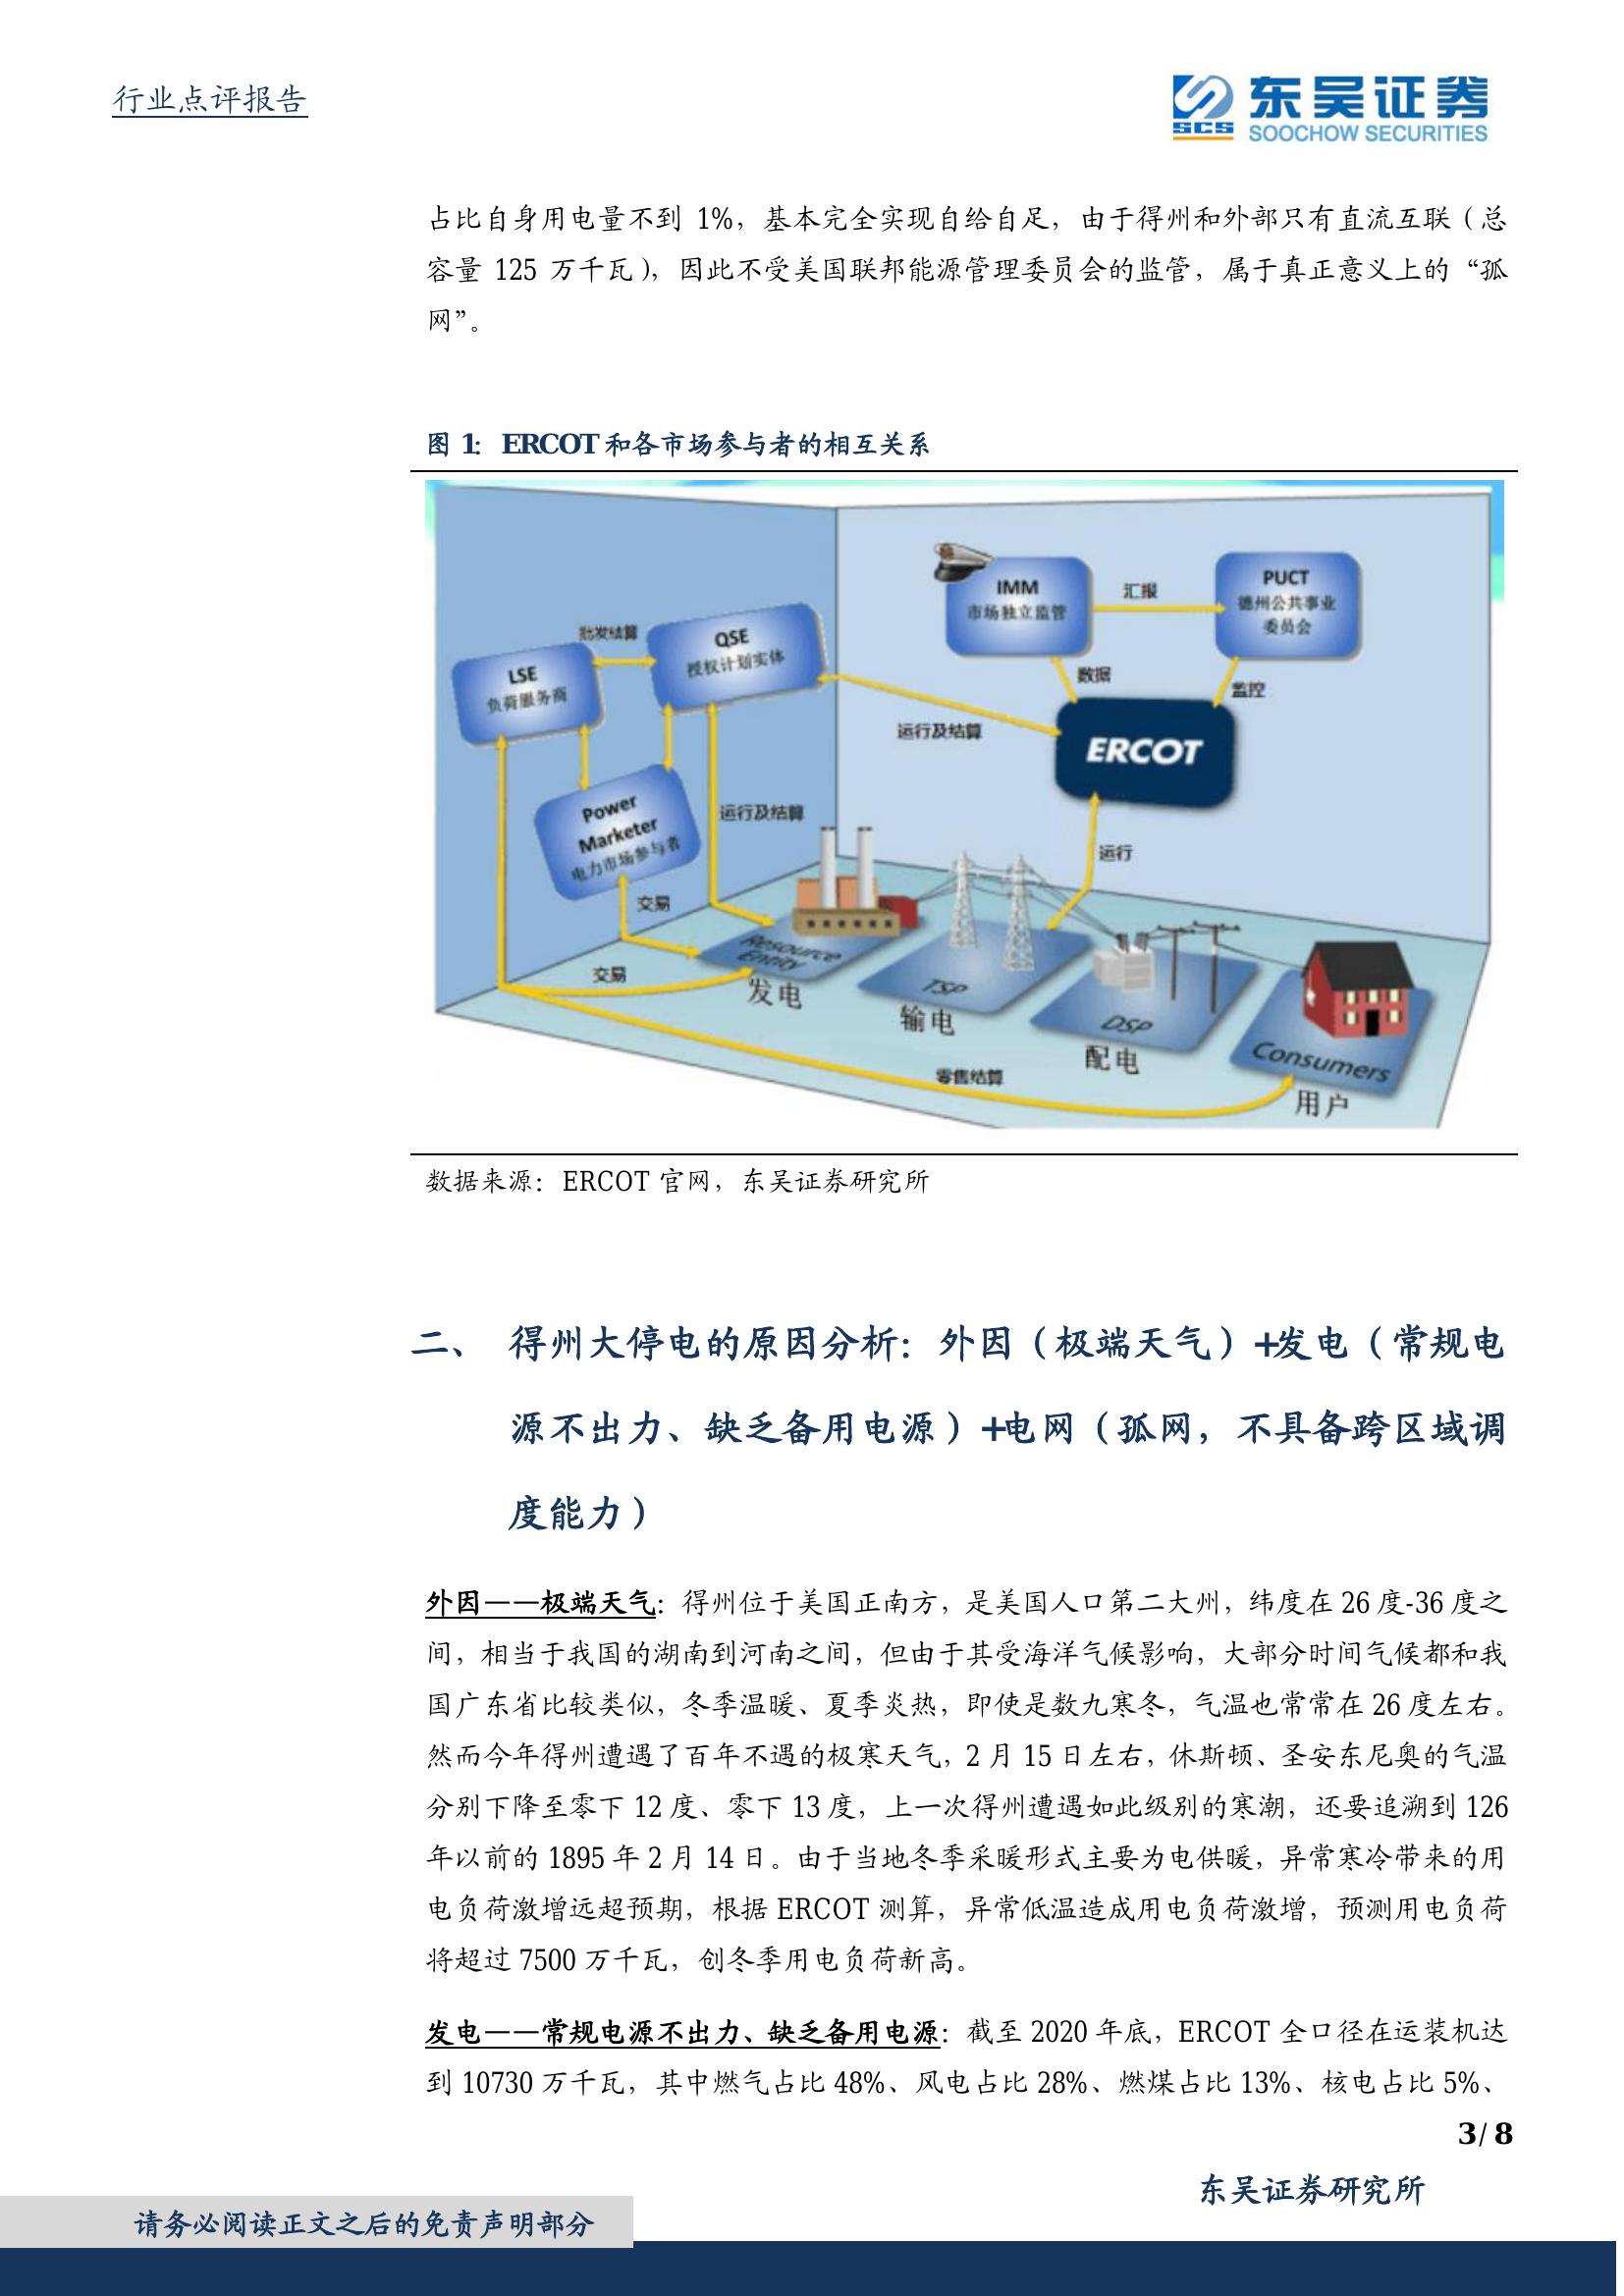 行业点评报告
东吴证券
SCS
SOOCHOW SECURITIES
占比自身用电量不到 1%，基本完全实现自给自足，由于得州和外部只有直流互联（总
容量 125 万千瓦），因此不受美国联邦能源管理委员会的监管，属于真正意义上的“孤
网”。
图 1: ERCOT 和各市场参与者的相互关系
IMM
市场独立监管
汇报
PUCT
德州公共事业
委员会
批发结算
QSE
授权计划实体
LSE
负荷服务商
数据
监控
运行及结算
ERCOT
Power
Marketer
电力市场参与者
运行及结算
运行
交易
交易
Resource
Entity
发电
TSP
输电
DSP
配电
Consumers
用户
零售结算
数据来源：ERCOT 官网，东吴证券研究所
二、 得州大停电的原因分析：外因（极端天气）+发电（常规电
源不出力、缺乏备用电源）+电网（孤网，不具备跨区域调
度能力）
外因——极端天气：得州位于美国正南方，是美国人口第二大州，纬度在 26 度-36 度之
间，相当于我国的湖南到河南之间，但由于其受海洋气候影响，大部分时间气候都和我
国广东省比较类似，冬季温暖、夏季炎热，即使是数九寒冬，气温也常常在 26 度左右。
然而今年得州遭遇了百年不遇的极寒天气，2 月 15 日左右，休斯顿、圣安东尼奥的气温
分别下降至零下 12 度、零下 13 度，上一次得州遭遇如此级别的寒潮，还要追溯到 126
年以前的 1895 年 2 月 14 日。由于当地冬季采暖形式主要为电供暖，异常寒冷带来的用
电负荷激增远超预期，根据 ERCOT 测算，异常低温造成用电负荷激增，预测用电负荷
将超过 7500 万千瓦，创冬季用电负荷新高。
发电——常规电源不出力、缺乏备用电源：截至 2020 年底，ERCOT 全口径在运装机达
到 10730 万千瓦，其中燃气占比 48%、风电占比 28%、燃煤占比 13%、核电占比 5%、
3 / 8
东吴证券研究所
请务必阅读正文之后的免责声明部分